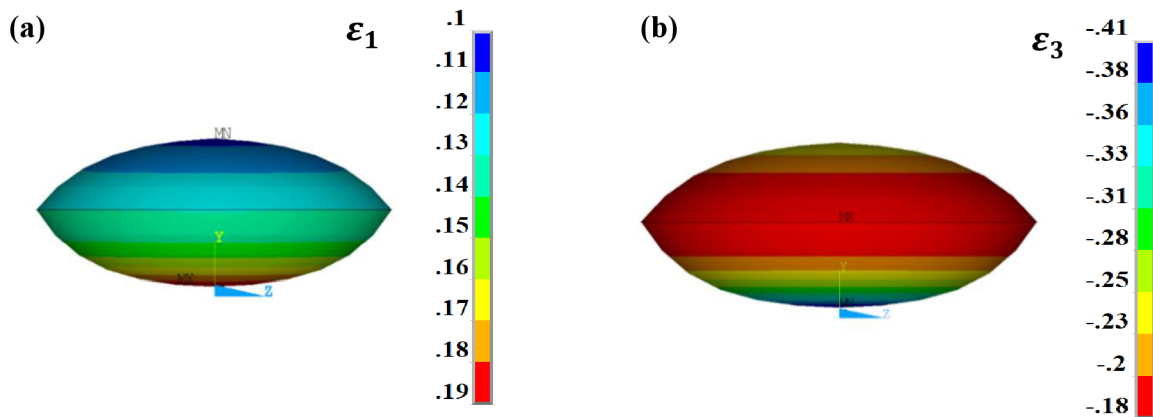 (a)
ε1
.1
.11
.12
.13
.14
.15
.16
.17
.18
.19
MN
Y
MX
Z
(b)
ε3
-.41
-.38
-.36
-.33
-.31
-.28
-.25
-.23
-.2
-.18
MX
Y
MN
Z